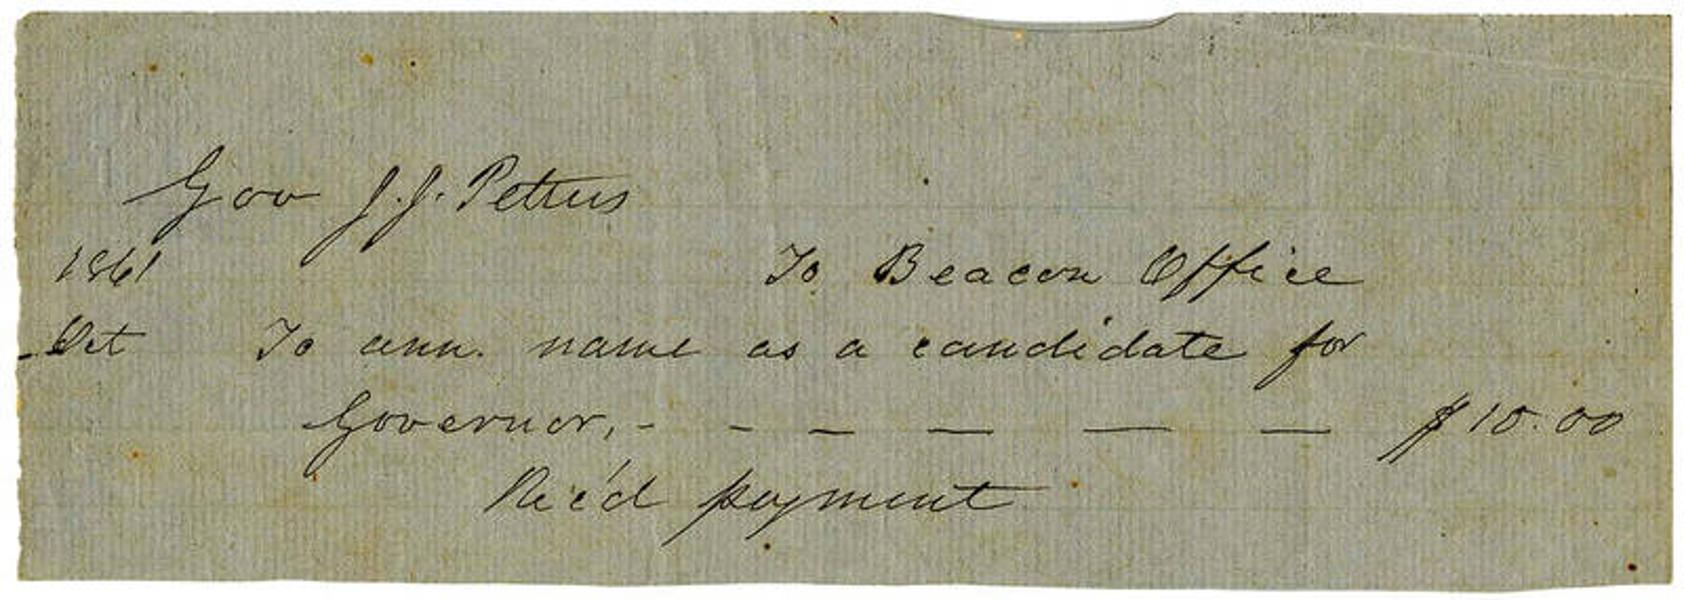 Gov J. J. Pettus
1861 To Beacon Office
Oct To ann. name as a candidate for
Governor, - - - - - - $10.00
Rec'd payment